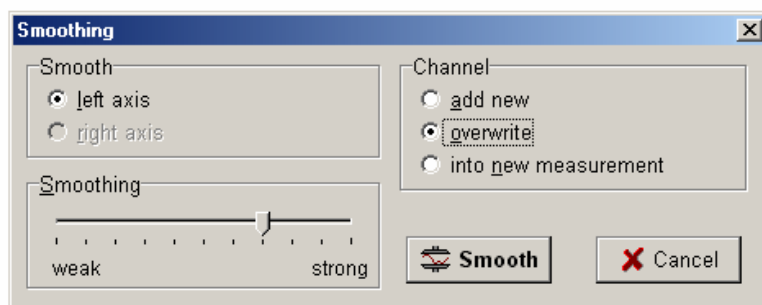 Smoothing
Smooth
left axis
right axis
Smoothing
weak strong
Channel
add new
overwrite
into new measurement
Smooth
Cancel